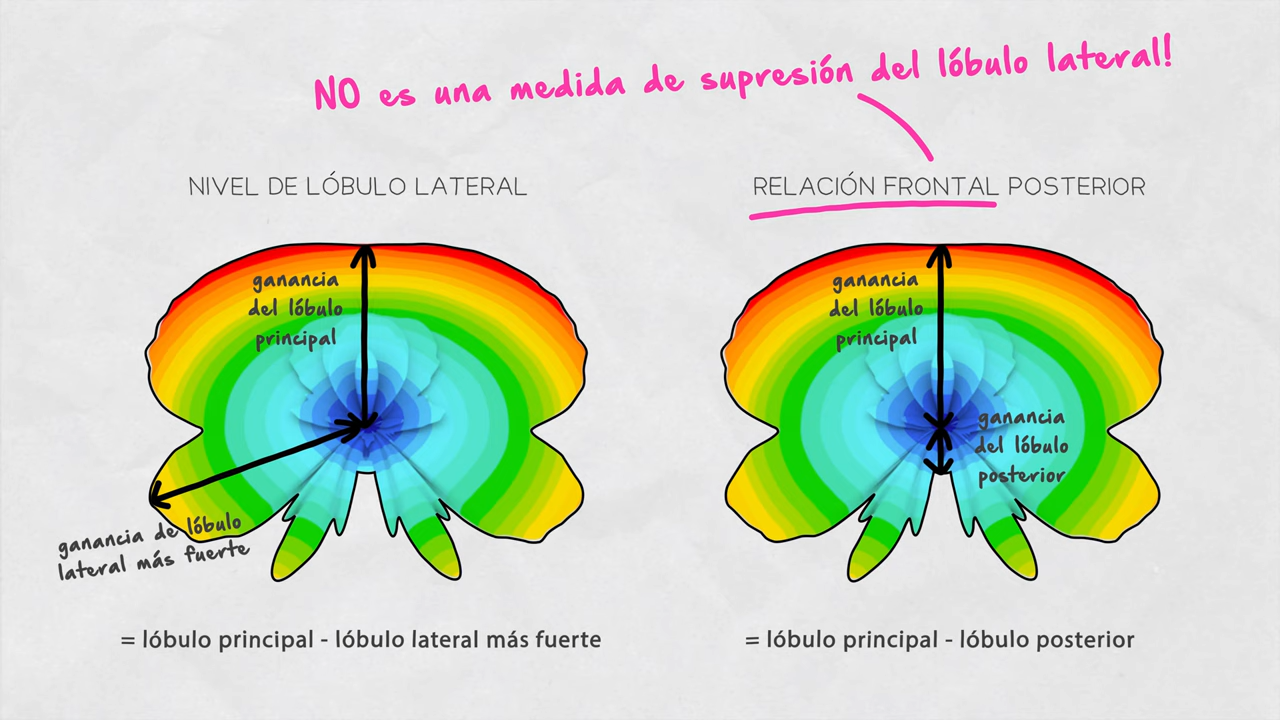 NO es una medida de supresión del lóbulo lateral!
NIVEL DE LÓBULO LATERAL
ganancia
del lóbulo
principal
ganancia de lóbulo
lateral más fuerte
= lóbulo principal - lóbulo lateral más fuerte
RELACIÓN FRONTAL POSTERIOR
ganancia
del lóbulo
principal
ganancia
del lóbulo
posterior
= lóbulo principal - lóbulo posterior